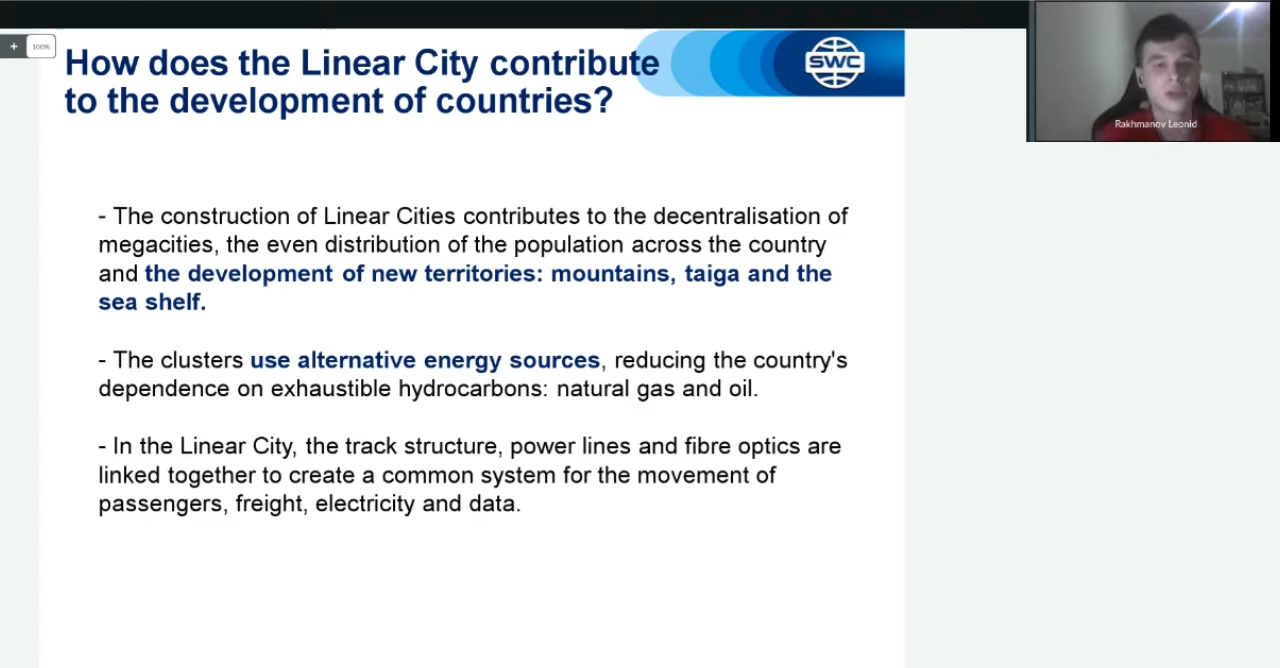 + 100%
How does the Linear City contribute
to the development of countries?
SWC
Rakhmanov Leonid
- The construction of Linear Cities contributes to the decentralisation of
megacities, the even distribution of the population across the country
and the development of new territories: mountains, taiga and the
sea shelf.
- The clusters use alternative energy sources, reducing the country's
dependence on exhaustible hydrocarbons: natural gas and oil.
- In the Linear City, the track structure, power lines and fibre optics are
linked together to create a common system for the movement of
passengers, freight, electricity and data.